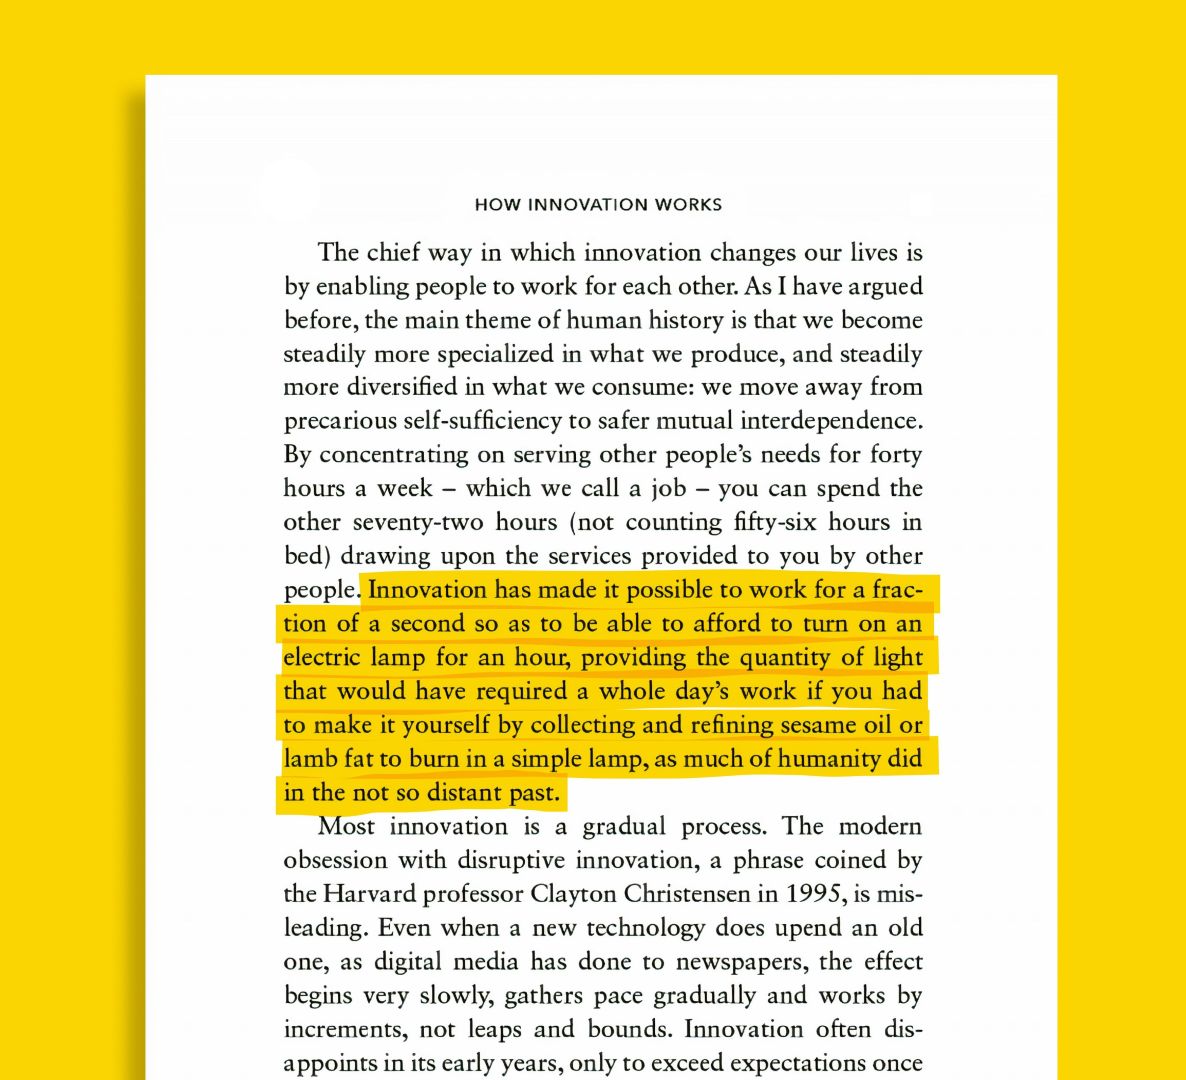 HOW INNOVATION WORKS
The chief way in which innovation changes our lives is
by enabling people to work for each other. As I have argued
before, the main theme of human history is that we become
steadily more specialized in what we produce, and steadily
more diversified in what we consume: we move away from
precarious self-sufficiency to safer mutual interdependence.
By concentrating on serving other people’s needs for forty
hours a week – which we call a job – you can spend the
other seventy-two hours (not counting fifty-six hours in
bed) drawing upon the services provided to you by other
people. Innovation has made it possible to work for a frac-
tion of a second so as to be able to afford to turn on an
electric lamp for an hour, providing the quantity of light
that would have required a whole day’s work if you had
to make it yourself by collecting and refining sesame oil or
lamb fat to burn in a simple lamp, as much of humanity did
in the not so distant past.
Most innovation is a gradual process. The modern
obsession with disruptive innovation, a phrase coined by
the Harvard professor Clayton Christensen in 1995, is mis-
leading. Even when a new technology does upend an old
one, as digital media has done to newspapers, the effect
begins very slowly, gathers pace gradually and works by
increments, not leaps and bounds. Innovation often dis-
appoints in its early years, only to exceed expectations once